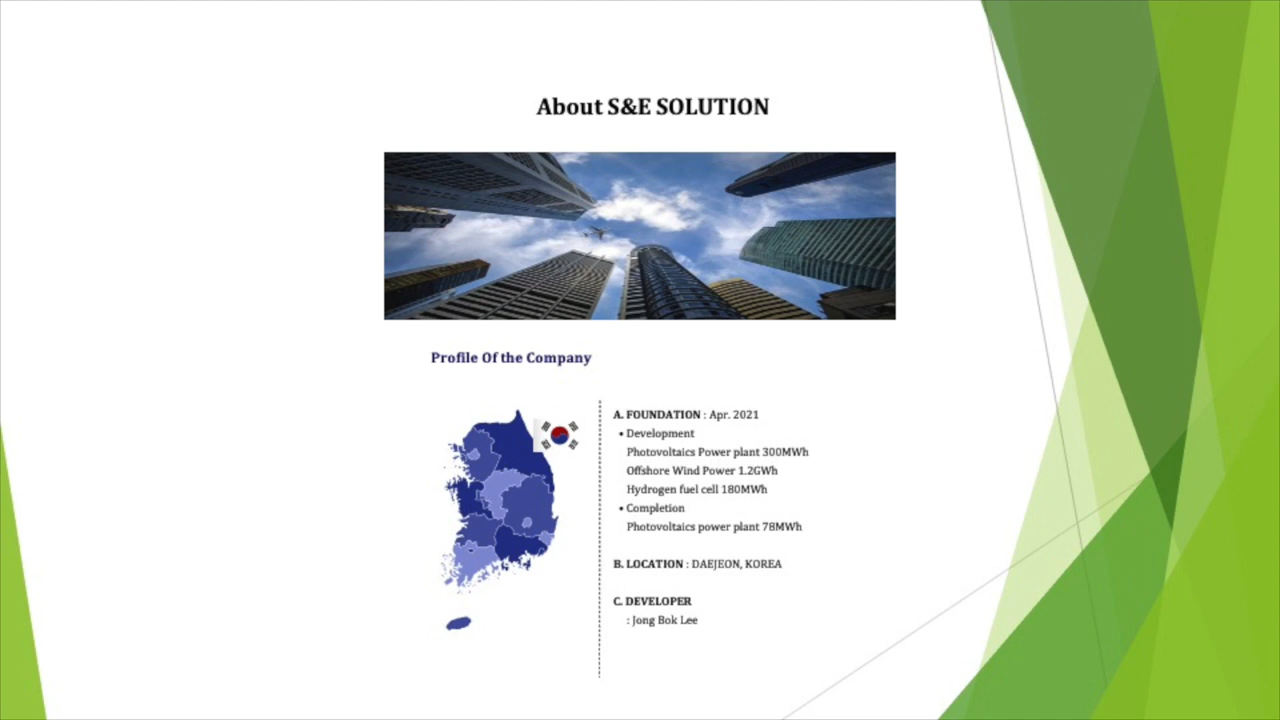 About S&E SOLUTION
Profile Of the Company
A. FOUNDATION : Apr. 2021
• Development
Photovoltaics Power plant 300MWh
Offshore Wind Power 1.2GWh
Hydrogen fuel cell 180MWh
• Completion
Photovoltaics power plant 78MWh
B. LOCATION : DAEJEON, KOREA
C. DEVELOPER
: Jong Bok Lee